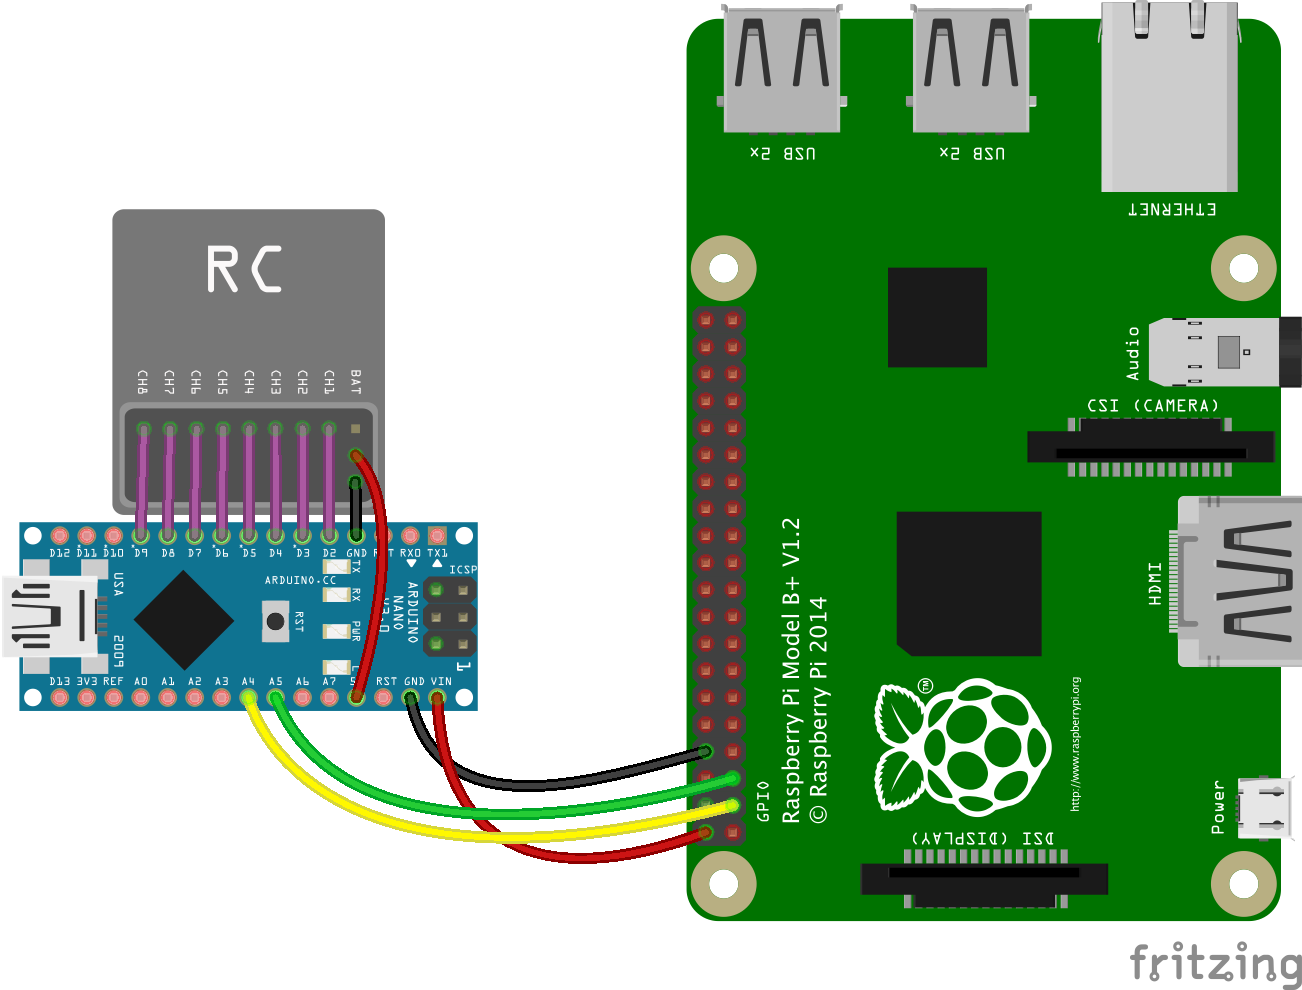 USB 2x
USB 2x
ETHERNET
RC
Audio
CSI (CAMERA)
CH8
CH7
CH6
CH5
CH4
CH3
CH2
CH1
BAT
D12
D11
D10
D9
D8
D7
D6
D5
D4
D3
D2
GND
RX0
TX1
ICSP
TX
RX
PWR
L
ARDUINO.CC
USA
2009
RST
ARDUINO
NANO
1
D13
3V3
REF
A0
A1
A2
A3
A4
A5
A6
A7
RST
GND
VIN
HDMI
Raspberry Pi Model B+ V1.2
© Raspberry Pi 2014
TM
http://www.raspberrypi.org
GPIO
Power
DSI (DISPLAY)
fritzing